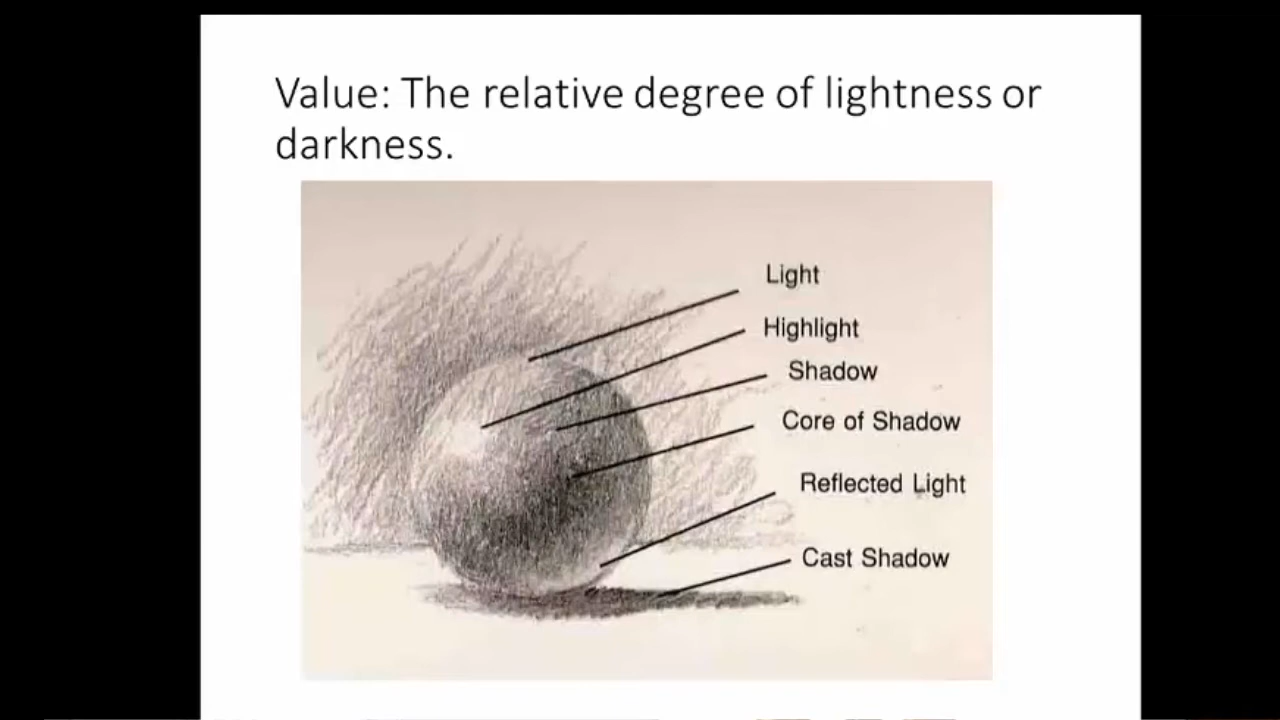 Value: The relative degree of lightness or
darkness.
Light
Highlight
Shadow
Core of Shadow
Reflected Light
Cast Shadow